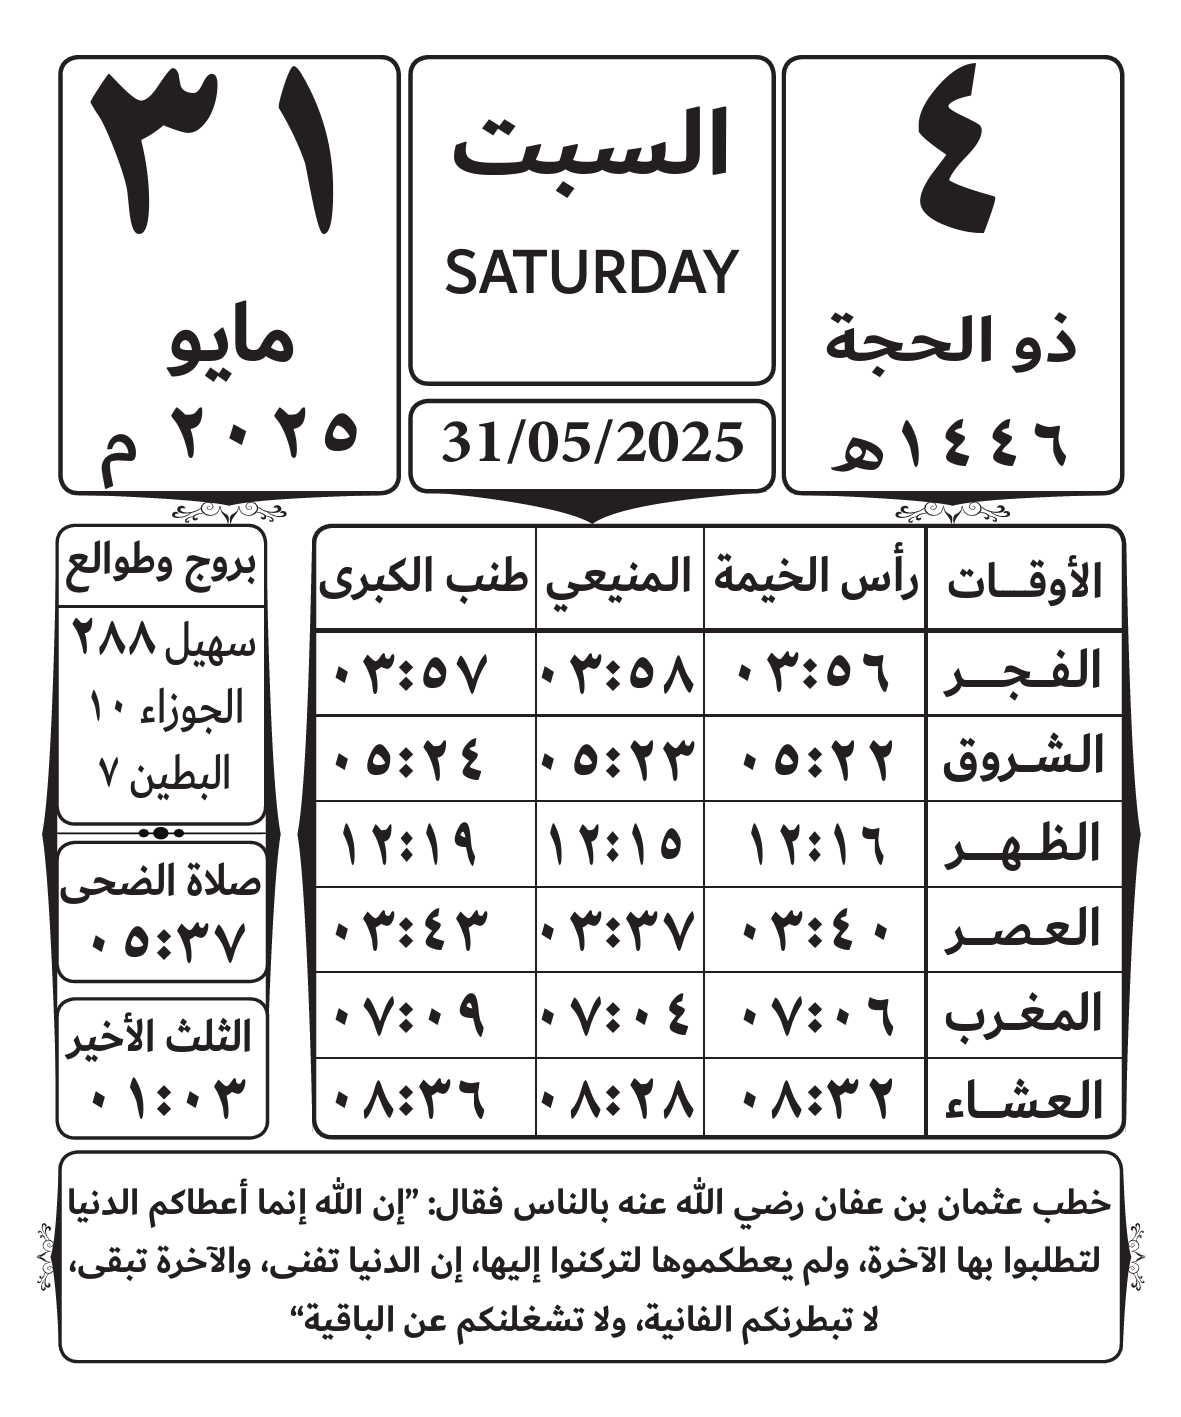 ٤
ذو الحجة
١٤٤٦هـ
السبت
SATURDAY
31/05/2025
٣١
مايو
٢٠٢٥ م
الأوقــات رأس الخيمة المنيعي طنب الكبرى
الفـجــر ٠٣:٥٦ ٠٣:٥٨ ٠٣:٥٧
الشـروق ٠٥:٢٢ ٠٥:٢٣ ٠٥:٢٤
الظـهــر ١٢:١٦ ١٢:١٥ ١٢:١٩
العـصــر ٠٣:٤٠ ٠٣:٣٧ ٠٣:٤٣
المغـرب ٠٧:٠٦ ٠٧:٠٤ ٠٧:٠٩
العشــاء ٠٨:٣٢ ٠٨:٢٨ ٠٨:٣٦
بروج وطوالع
سهيل ٢٨٨
الجوزاء ١٠
البطين ٧
صلاة الضحى
٠٥:٣٧
الثلث الأخير
٠١:٠٣
خطب عثمان بن عفان رضي الله عنه بالناس فقال: ”إن الله إنما أعطاكم الدنيا
لتطلبوا بها الآخرة، ولم يعطكموها لتركنوا إليها، إن الدنيا تفنى، والآخرة تبقى،
لا تبطرنكم الفانية، ولا تشغلنكم عن الباقية“